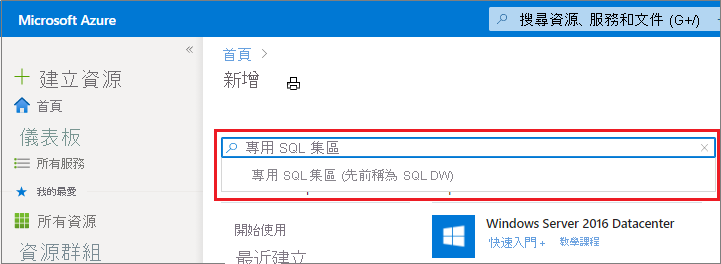 Microsoft Azure
搜尋資源、服務和文件 (G+/)
«
建立資源
首頁
儀表板
所有服務
我的最愛
所有資源
資源群組
首頁 >
新增
專用 SQL 集區
專用 SQL 集區 (先前稱為 SQL DW)
開始使用
最近建立
Windows Server 2016 Datacenter
快速入門 + 教學課程